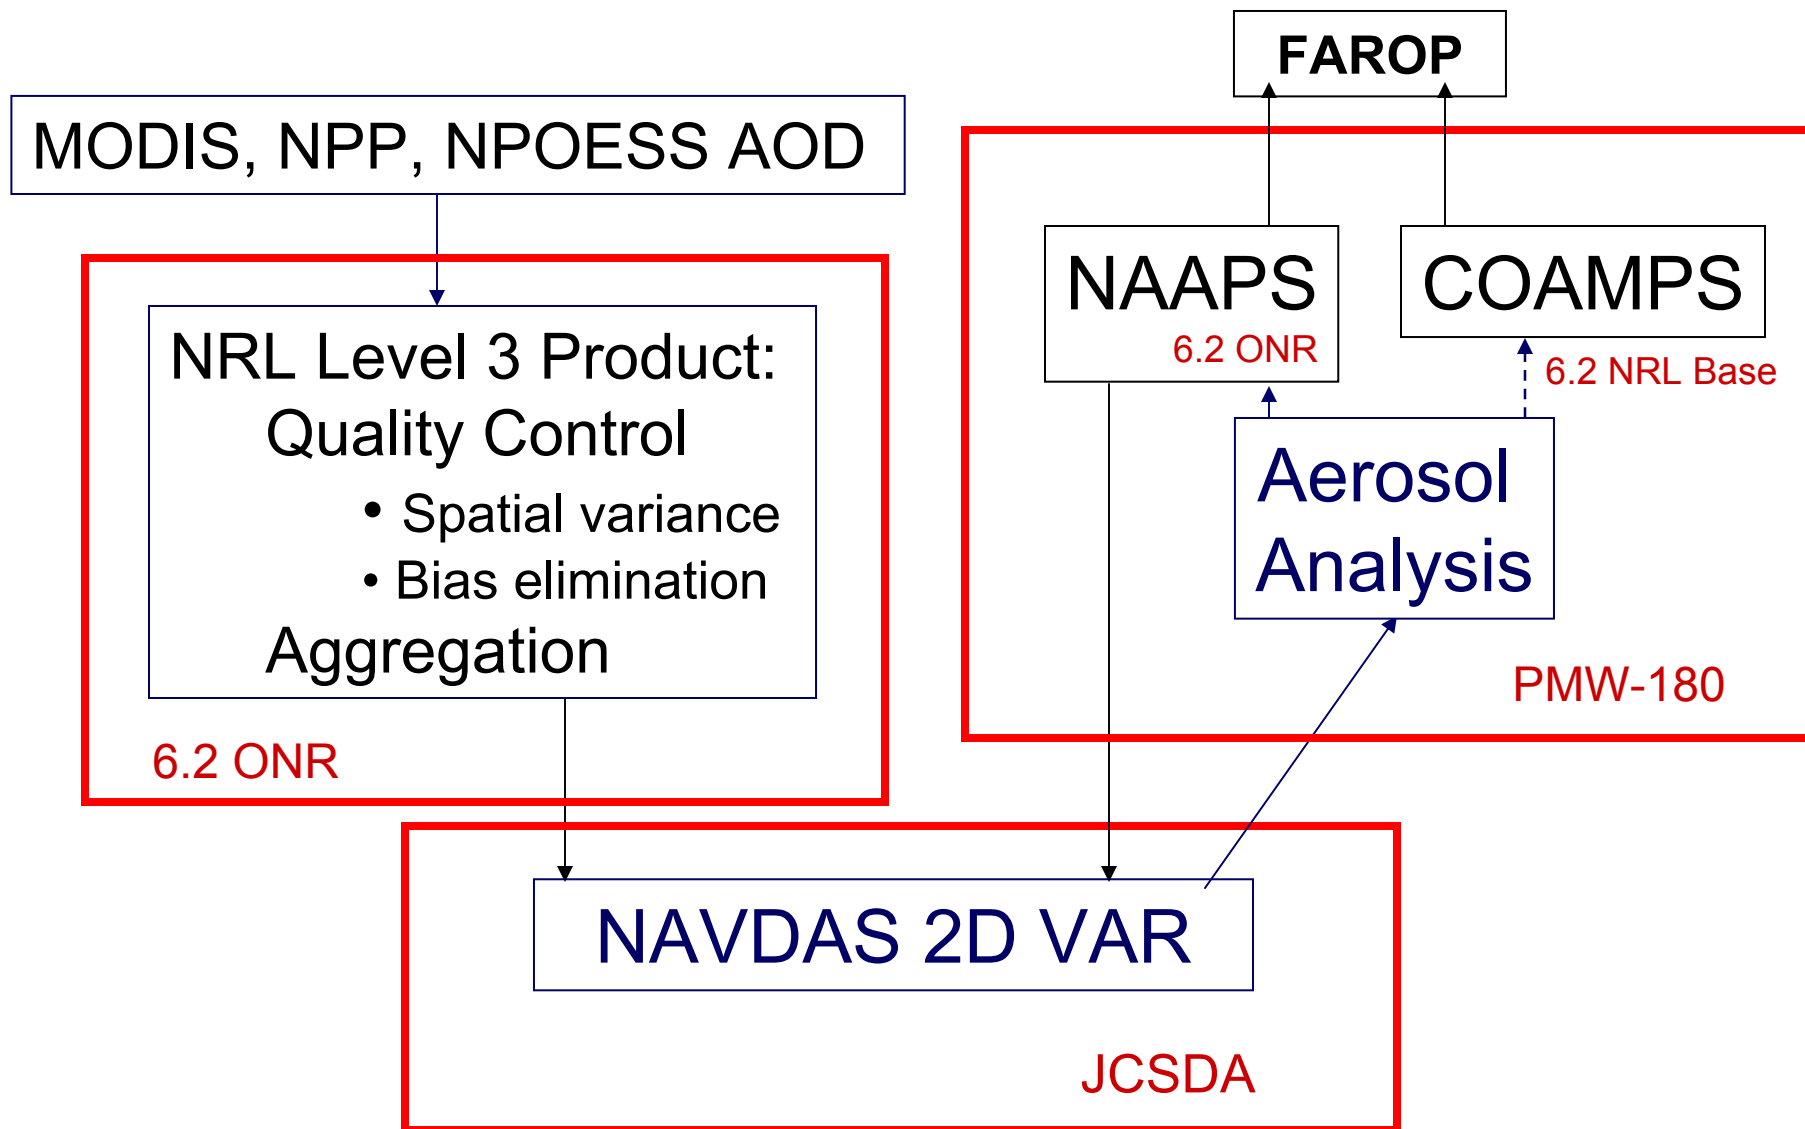 FAROP
MODIS, NPP, NPOESS AOD
NRL Level 3 Product:
Quality Control
• Spatial variance
• Bias elimination
Aggregation
6.2 ONR
NAAPS
6.2 ONR
COAMPS
6.2 NRL Base
Aerosol
Analysis
PMW-180
NAVDAS 2D VAR
JCSDA